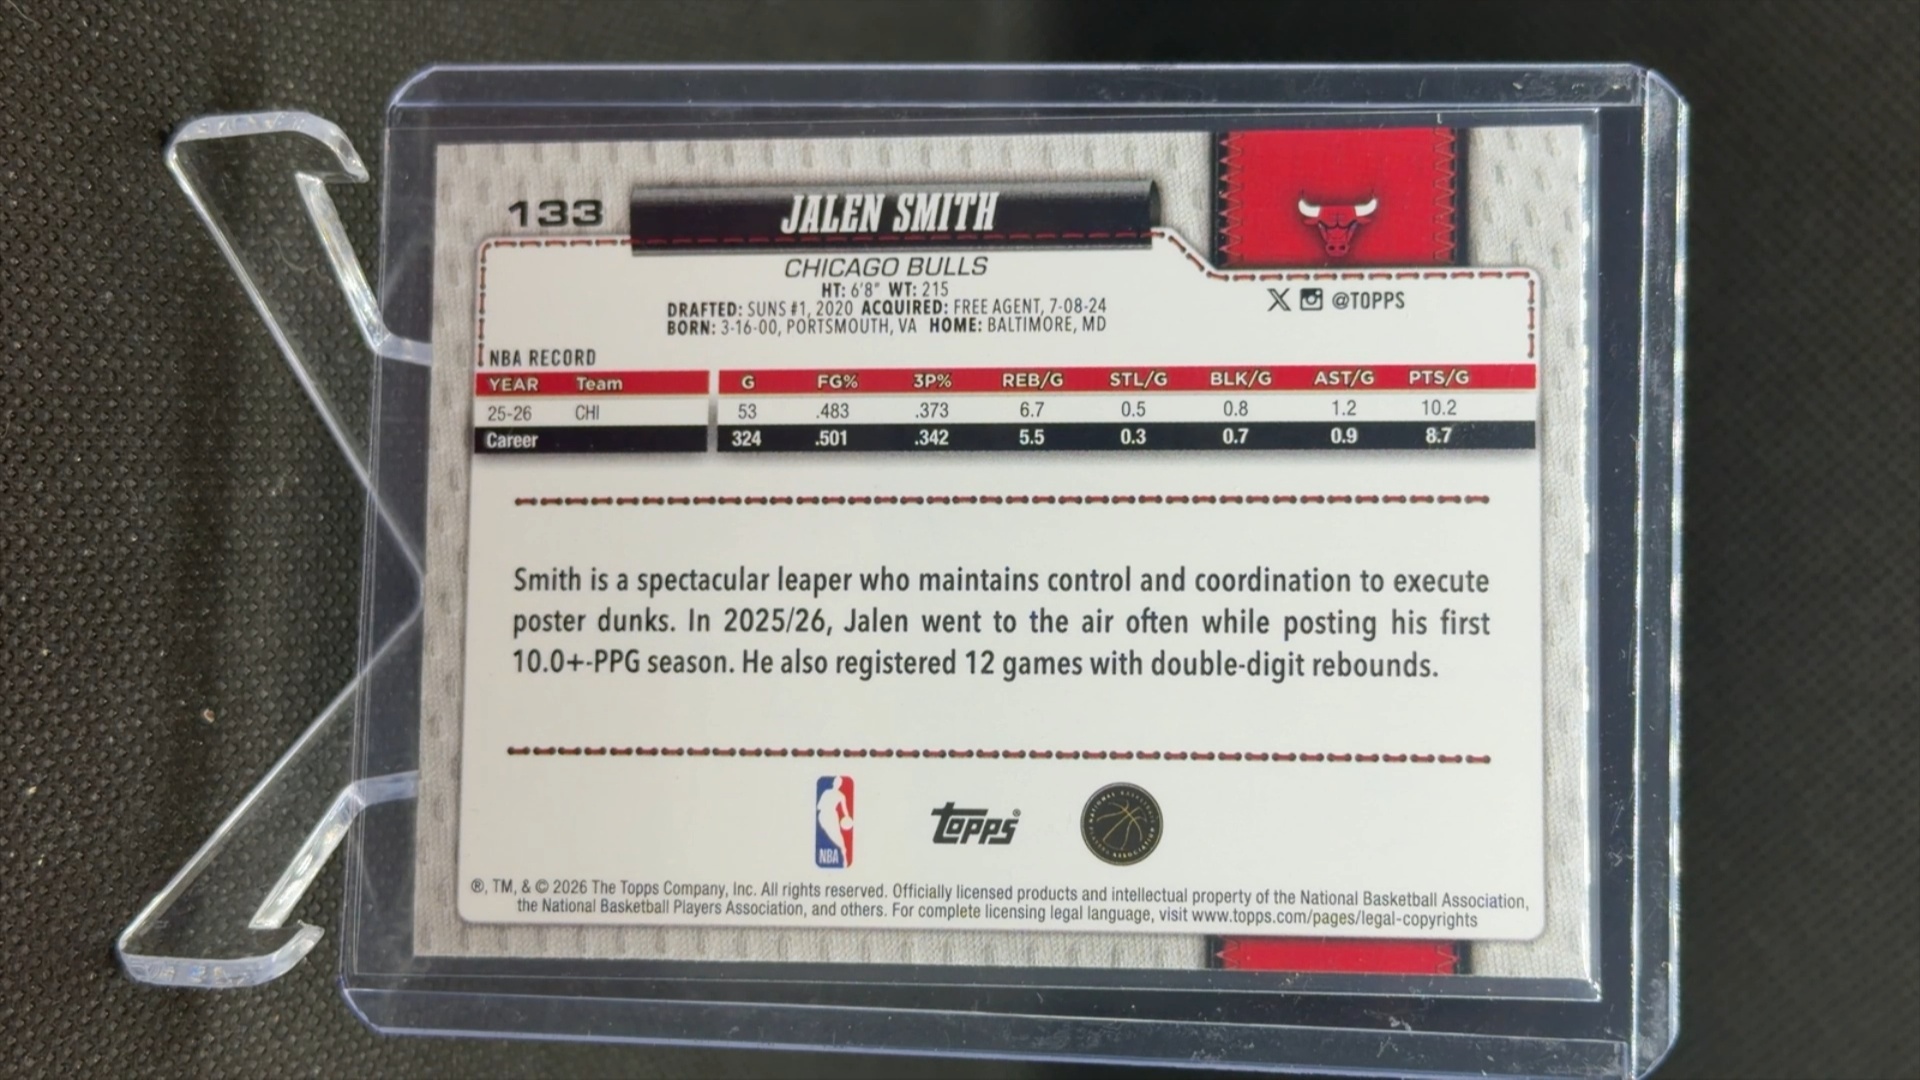 133
JALEN SMITH
CHICAGO BULLS
HT: 6'8" WT: 215
DRAFTED: SUNS #1, 2020 ACQUIRED: FREE AGENT, 7-08-24
BORN: 3-16-00, PORTSMOUTH, VA HOME: BALTIMORE, MD
@TOPPS
NBA RECORD
YEAR Team G FG% 3P% REB/G STL/G BLK/G AST/G PTS/G
25-26 CHI 53 .483 .373 6.7 0.5 0.8 1.2 10.2
Career 324 .501 .342 5.5 0.3 0.7 0.9 8.7
Smith is a spectacular leaper who maintains control and coordination to execute
poster dunks. In 2025/26, Jalen went to the air often while posting his first
10.0+-PPG season. He also registered 12 games with double-digit rebounds.
NBA
Topps®
NATIONAL BASKETBALL ASSOCIATION
®, TM, & © 2026 The Topps Company, Inc. All rights reserved. Officially licensed products and intellectual property of the National Basketball Association,
the National Basketball Players Association, and others. For complete licensing legal language, visit www.topps.com/pages/legal-copyrights